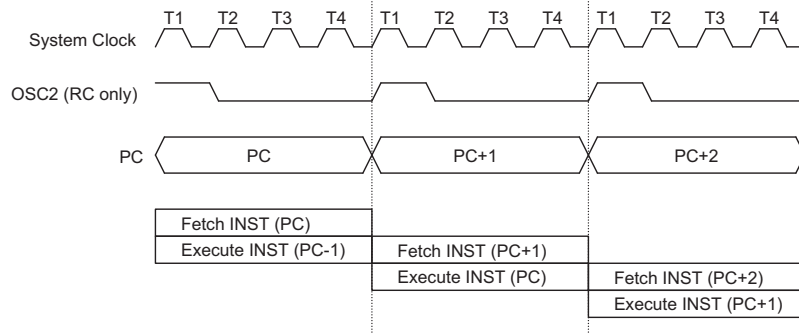 T1 T2 T3 T4 T1 T2 T3 T4 T1 T2 T3 T4
System Clock
OSC2 (RC only)
PC PC PC+1 PC+2
Fetch INST (PC)
Execute INST (PC-1) Fetch INST (PC+1)
Execute INST (PC) Fetch INST (PC+2)
Execute INST (PC+1)